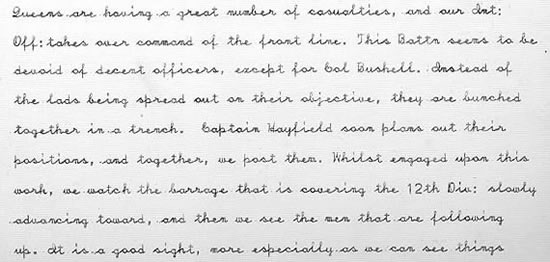 Queens are having a great number of casualties, and our Int:
Off: takes over command of the front line. This Battn seems to be
devoid of decent officers, except for Col Bushell. Instead of
the lads being spread out on their objective, they are bunched
together in a trench. Captain Hayfield soon plans out their
positions, and together, we post them. Whilst engaged upon this
work, we watch the barrage that is covering the 12th Div: slowly
advancing toward, and then we see the men that are following
up. It is a good sight, more especially as we can see things